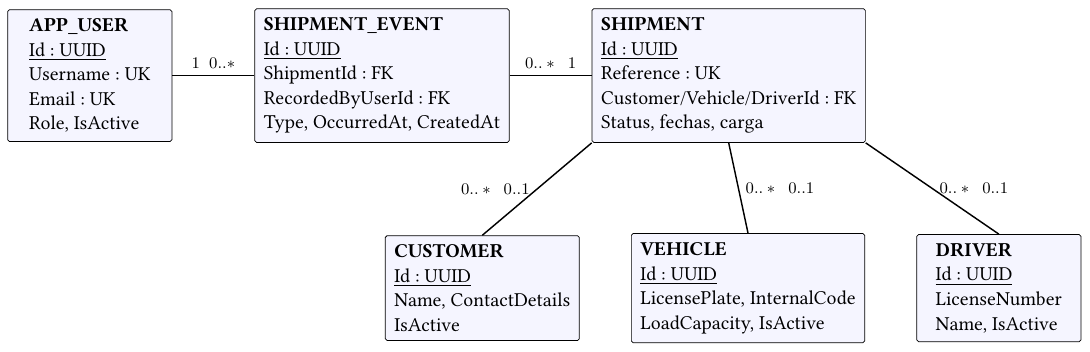 APP_USER
Id : UUID
Username : UK
Email : UK
Role, IsActive
1 0..∗
SHIPMENT_EVENT
Id : UUID
ShipmentId : FK
RecordedByUserId : FK
Type, OccurredAt, CreatedAt
0..∗ 1
SHIPMENT
Id : UUID
Reference : UK
Customer/Vehicle/DriverId : FK
Status, fechas, carga
0..∗ 0..1
0..∗ 0..1
0..∗ 0..1
CUSTOMER
Id : UUID
Name, ContactDetails
IsActive
VEHICLE
Id : UUID
LicensePlate, InternalCode
LoadCapacity, IsActive
DRIVER
Id : UUID
LicenseNumber
Name, IsActive